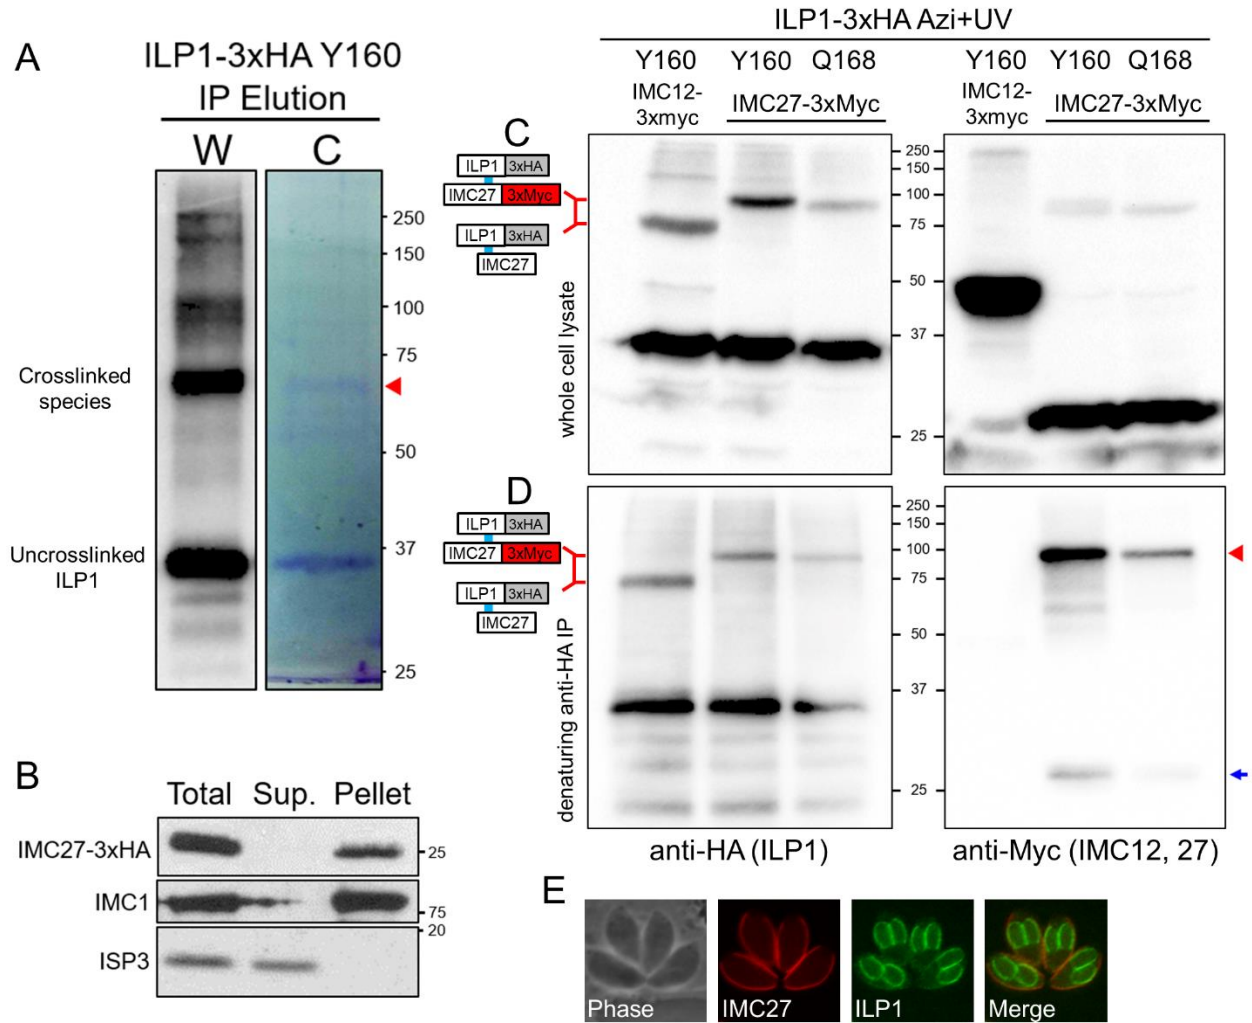 A
ILP1-3xHA Y160
IP Elution
W
C
250
150
100
75
50
37
25
Crosslinked
species
Uncrosslinked
ILP1
B
Total Sup. Pellet
IMC27-3xHA
25
IMC1
75
20
ISP3
ILP1-3xHA Azi+UV
Y160 Y160 Q168
IMC12-
3xmyc
IMC27-3xMyc
Y160 Y160 Q168
IMC12-
3xmyc
IMC27-3xMyc
C
ILP1 3xHA
IMC27 3xMyc
ILP1 3xHA
IMC27
whole cell lysate
250
150
100
75
50
37
25
D
ILP1 3xHA
IMC27 3xMyc
ILP1 3xHA
IMC27
denaturing anti-HA IP
250
150
100
75
50
37
25
anti-HA (ILP1)
anti-Myc (IMC12, 27)
E
Phase
IMC27
ILP1
Merge